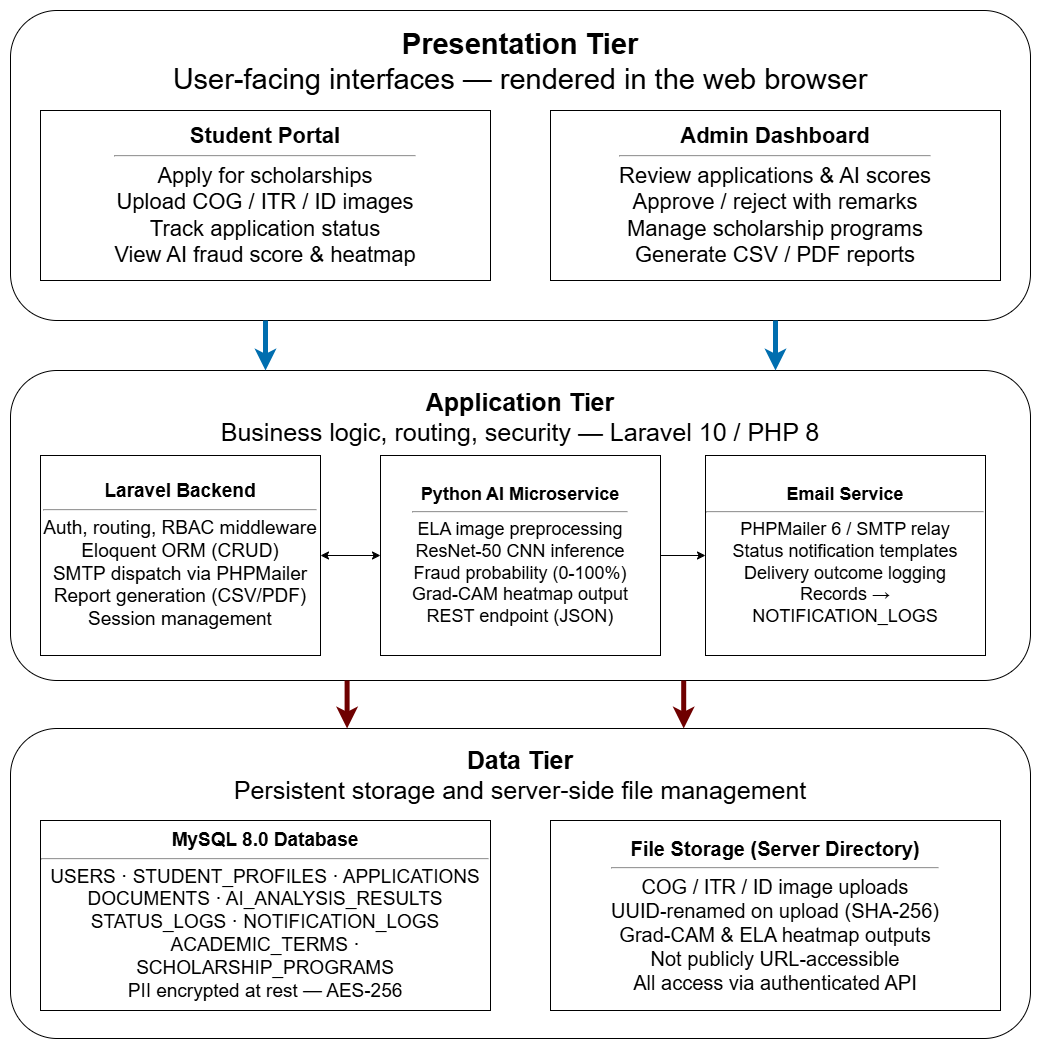 Presentation Tier
User-facing interfaces — rendered in the web browser
Student Portal
Apply for scholarships
Upload COG / ITR / ID images
Track application status
View AI fraud score & heatmap
Admin Dashboard
Review applications & AI scores
Approve / reject with remarks
Manage scholarship programs
Generate CSV / PDF reports
Application Tier
Business logic, routing, security — Laravel 10 / PHP 8
Laravel Backend
Auth, routing, RBAC middleware
Eloquent ORM (CRUD)
SMTP dispatch via PHPMailer
Report generation (CSV/PDF)
Session management
Python AI Microservice
ELA image preprocessing
ResNet-50 CNN inference
Fraud probability (0-100%)
Grad-CAM heatmap output
REST endpoint (JSON)
Email Service
PHPMailer 6 / SMTP relay
Status notification templates
Delivery outcome logging
Records →
NOTIFICATION_LOGS
Data Tier
Persistent storage and server-side file management
MySQL 8.0 Database
USERS · STUDENT_PROFILES · APPLICATIONS
DOCUMENTS · AI_ANALYSIS_RESULTS
STATUS_LOGS · NOTIFICATION_LOGS
ACADEMIC_TERMS ·
SCHOLARSHIP_PROGRAMS
PII encrypted at rest — AES-256
File Storage (Server Directory)
COG / ITR / ID image uploads
UUID-renamed on upload (SHA-256)
Grad-CAM & ELA heatmap outputs
Not publicly URL-accessible
All access via authenticated API